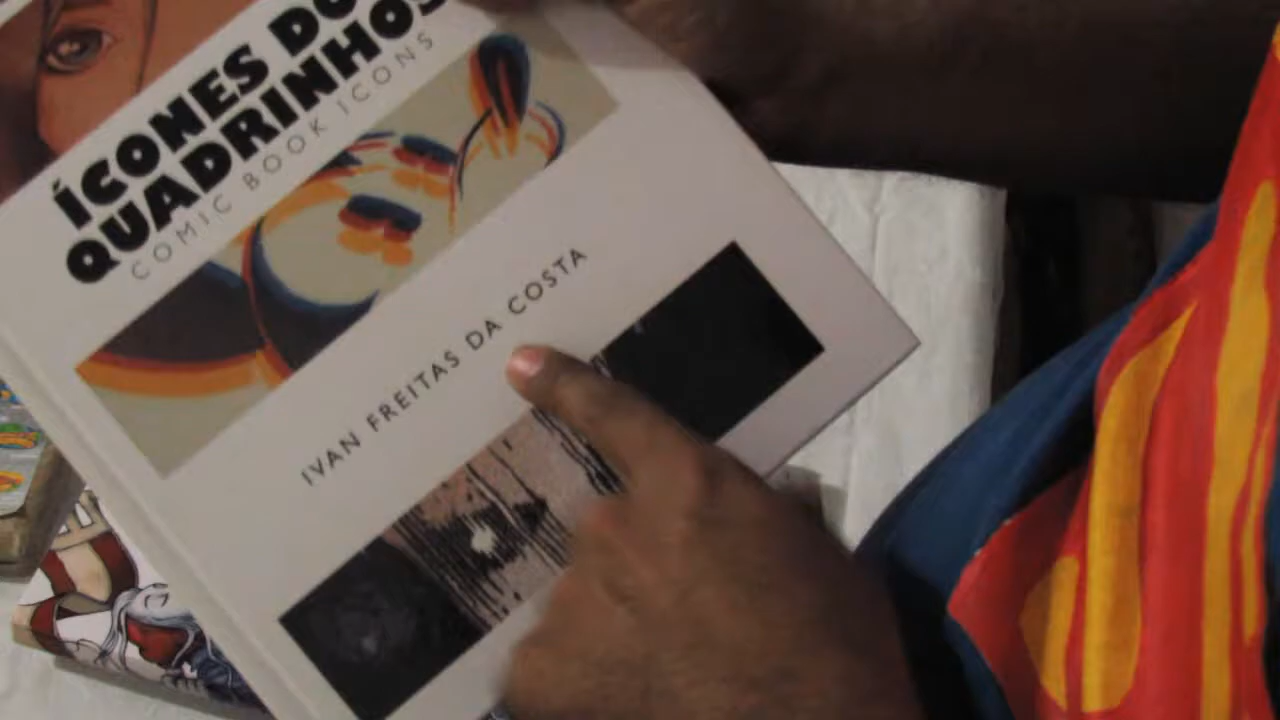 ÍCONES DOS
QUADRINHOS
COMIC BOOK ICONS
IVAN FREITAS DA COSTA